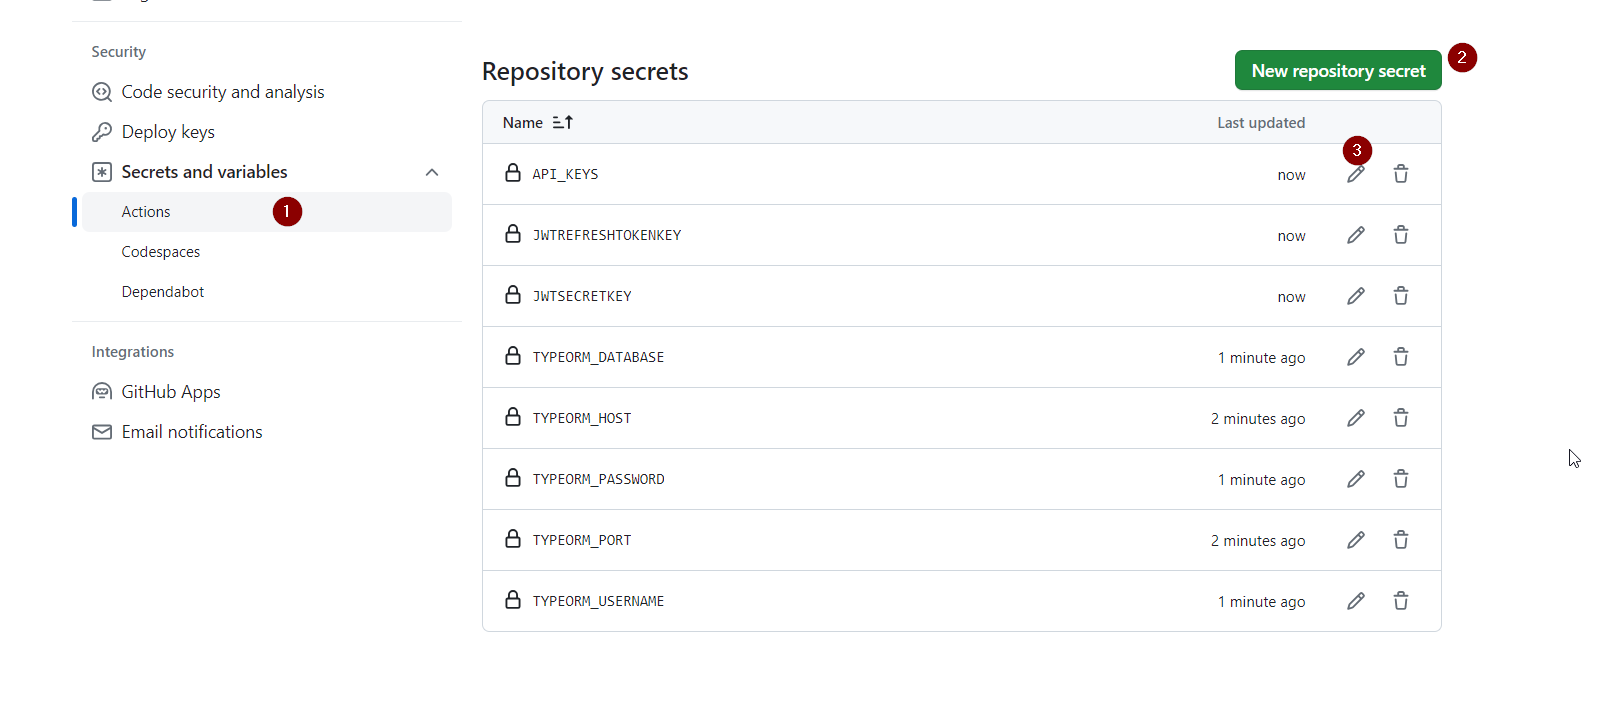 Security
Code security and analysis
Deploy keys
Secrets and variables
Actions 1
Codespaces
Dependabot
Integrations
GitHub Apps
Email notifications
Repository secrets
New repository secret 2
Name Last updated
3
API_KEYS now
JWTREFRESHTOKENKEY now
JWTSECRETKEY now
TYPEORM_DATABASE 1 minute ago
TYPEORM_HOST 2 minutes ago
TYPEORM_PASSWORD 1 minute ago
TYPEORM_PORT 2 minutes ago
TYPEORM_USERNAME 1 minute ago